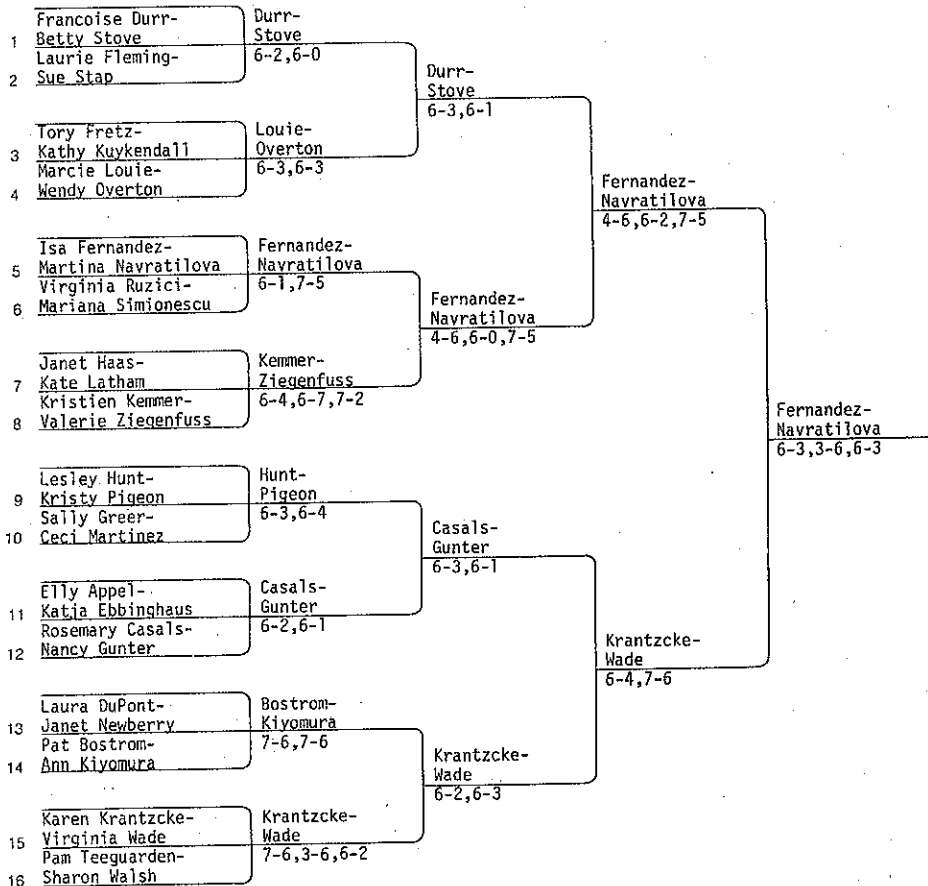 Francoise Durr-
1 Betty Stove
Laurie Fleming-
2 Sue Stap
Tory Fretz-
3 Kathy Kuykendall
Marcie Louie-
4 Wendy Overton
Isa Fernandez-
5 Martina Navratilova
Virginia Ruzici-
6 Mariana Simionescu
Janet Haas-
7 Kate Latham
Kristien Kemmer-
8 Valerie Ziegenfuss
Lesley Hunt-
9 Kristy Pigeon
Sally Greer-
10 Ceci Martinez
Elly Appel-
11 Katja Ebbinghaus
Rosemary Casals-
12 Nancy Gunter
Laura DuPont-
13 Janet Newberry
Pat Bostrom-
14 Ann Kiyomura
Karen Krantzcke-
15 Virginia Wade
Pam Teeguarden-
16 Sharon Walsh
Durr-
Stove
6-2,6-0
Louie-
Overton
6-3,6-3
Fernandez-
Navratilova
6-1,7-5
Kemmer-
Ziegenfuss
6-4,6-7,7-2
Hunt-
Pigeon
6-3,6-4
Casals-
Gunter
6-2,6-1
Bostrom-
Kiyomura
7-6,7-6
Krantzcke-
Wade
7-6,3-6,6-2
Durr-
Stove
6-3,6-1
Fernandez-
Navratilova
4-6,6-0,7-5
Casals-
Gunter
6-3,6-1
Krantzcke-
Wade
6-2,6-3
Fernandez-
Navratilova
4-6,6-2,7-5
Krantzcke-
Wade
6-4,7-6
Fernandez-
Navratilova
6-3,3-6,6-3